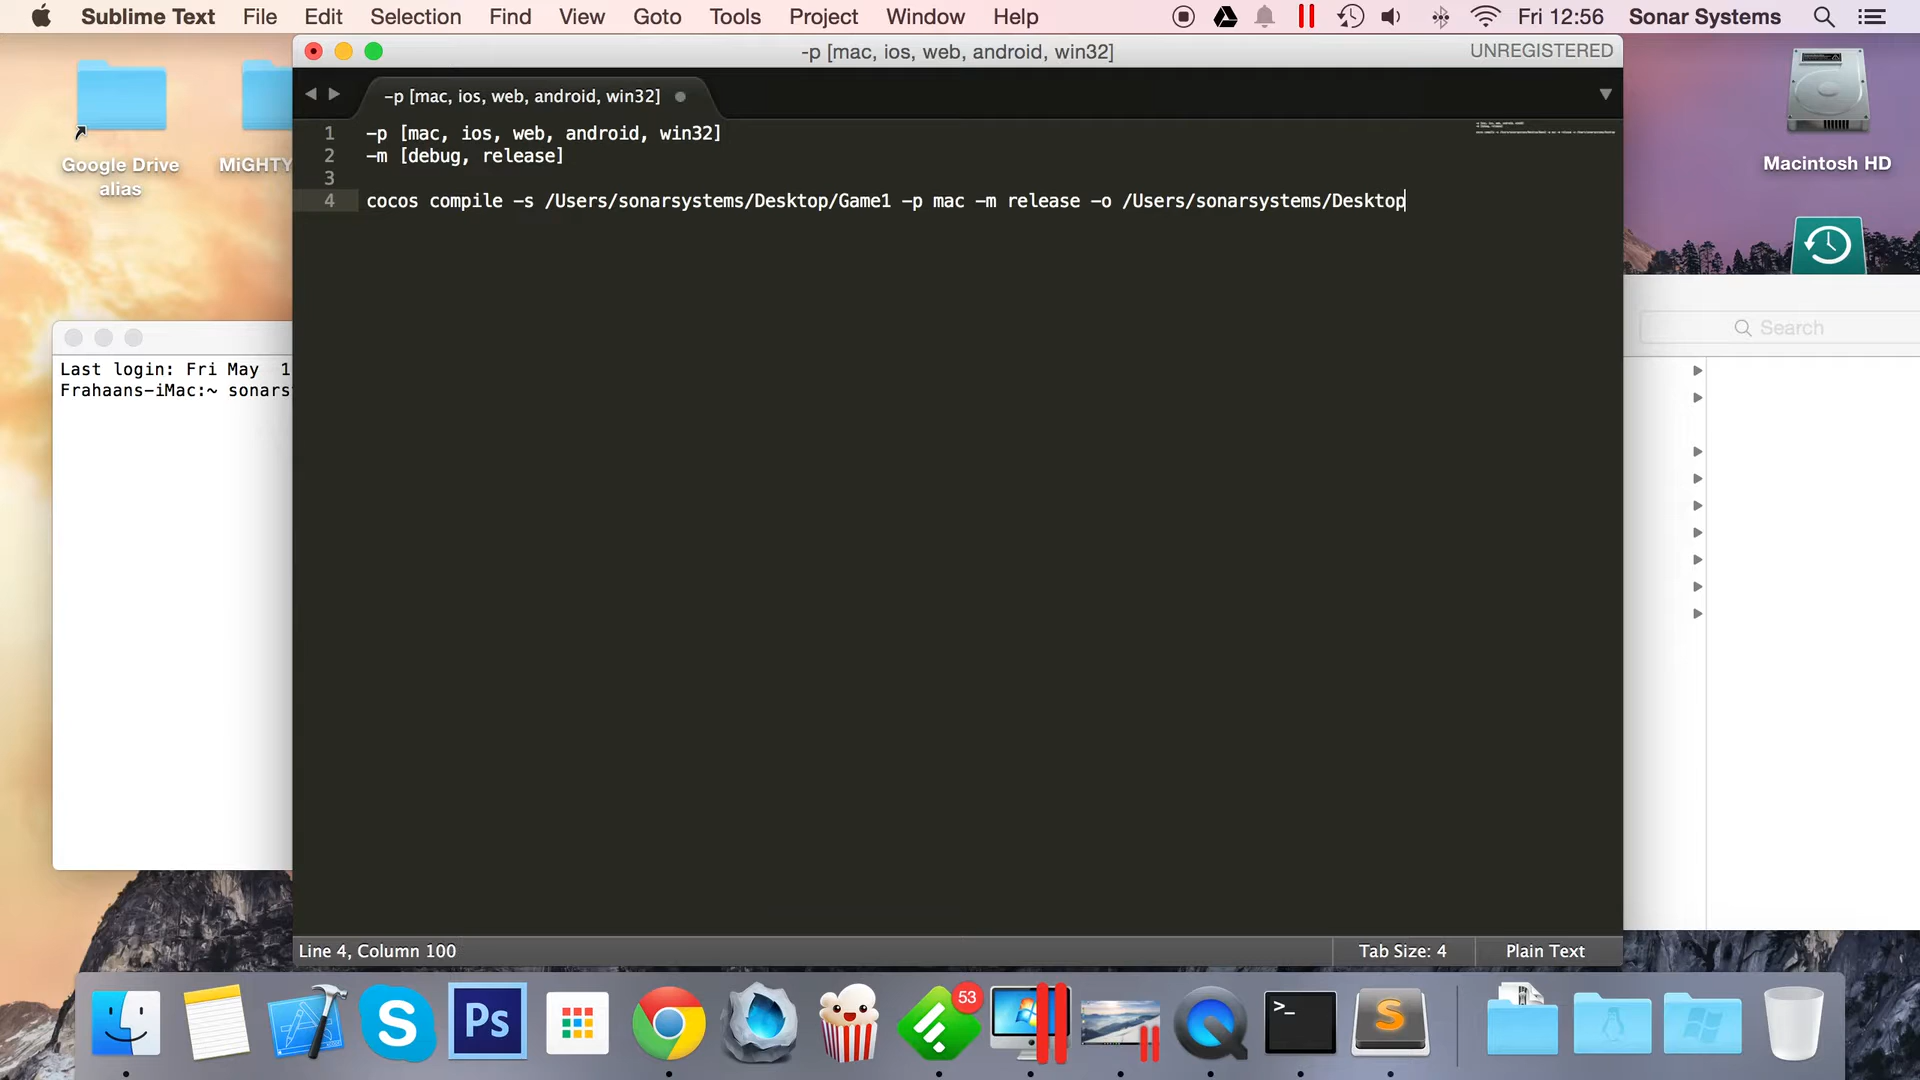 Sublime Text File Edit Selection Find View Goto Tools Project Window Help Fri 12:56 Sonar Systems
-p [mac, ios, web, android, win32] UNREGISTERED
-p [mac, ios, web, android, win32]
1 -p [mac, ios, web, android, win32]
2 -m [debug, release]
3
4 cocos compile -s /Users/sonarsystems/Desktop/Game1 -p mac -m release -o /Users/sonarsystems/Desktop
Google Drive
alias
MiGHTY
Macintosh HD
Search
Last login: Fri May 1
Frahaans-iMac:~ sonars
Line 4, Column 100 Tab Size: 4 Plain Text
S
Ps
53
>_
S